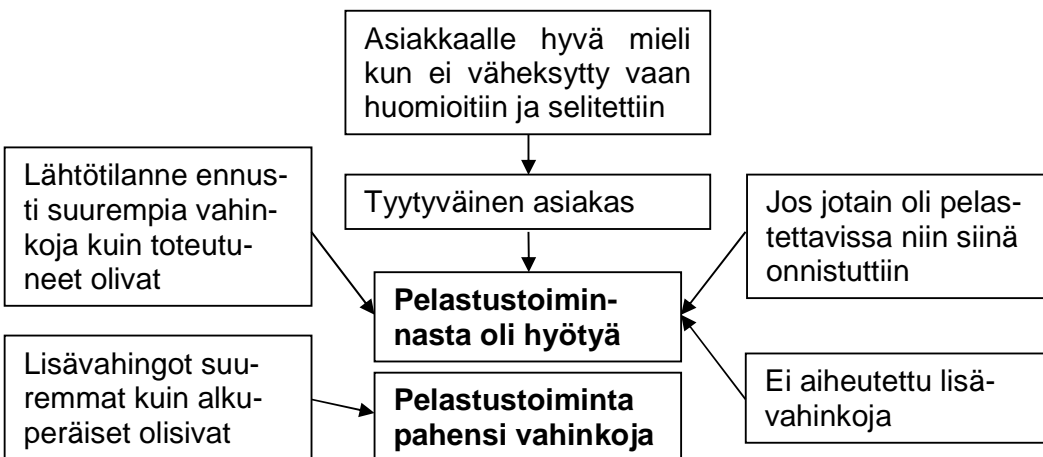 Asiakkaalle hyvä mieli
kun ei väheksytty vaan
huomioitiin ja selitettiin
Lähtötilanne ennus-
ti suurempia vahin-
koja kuin toteutu-
neet olivat
Tyytyväinen asiakas
Jos jotain oli pelas-
tettavissa niin siinä
onnistuttiin
Pelastustoimin-
nasta oli hyötyä
Lisävahingot suu-
remmat kuin alku-
peräiset olisivat
Pelastustoiminta
pahensi vahinkoja
Ei aiheutettu lisä-
vahinkoja